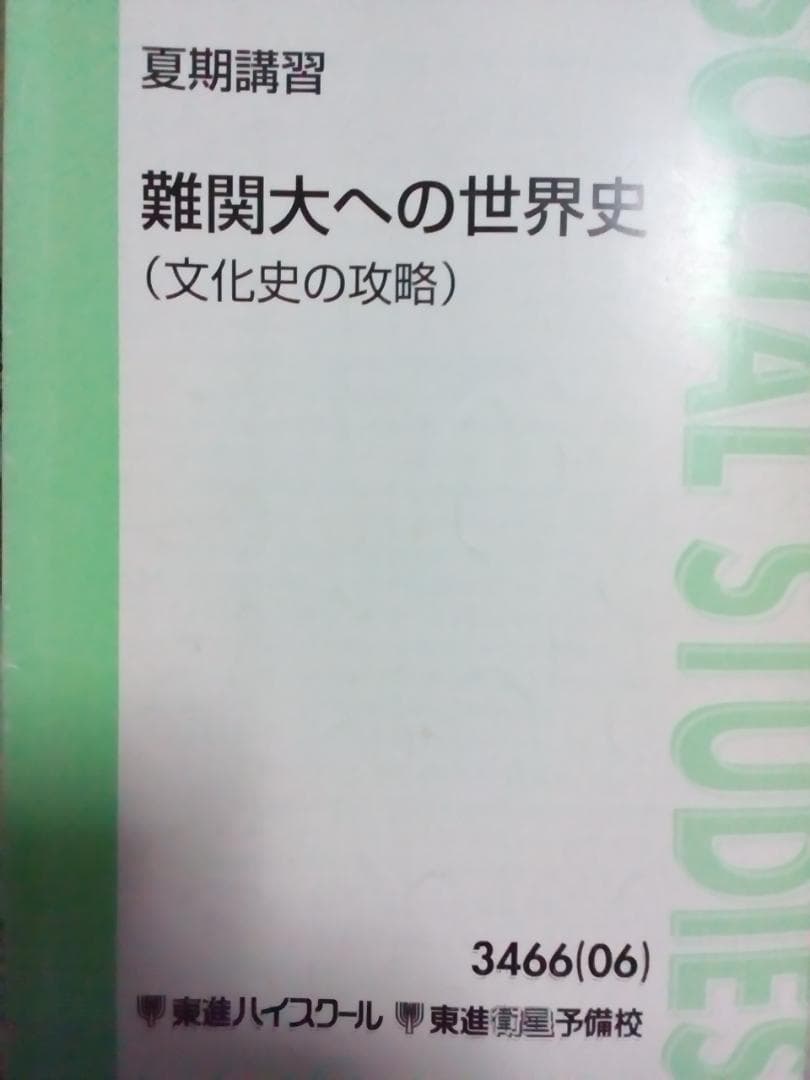 夏期講習
難関大への世界史
（文化史の攻略）
SOCIAL STUDIES
3466(06)
東進ハイスクール 東進衛星予備校